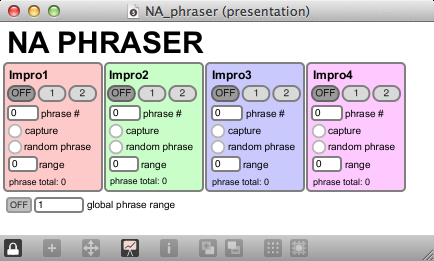 NA_phraser (presentation)
NA PHRASER
Impro1
OFF 1 2
0 phrase #
capture
random phrase
0 range
phrase total: 0
Impro2
OFF 1 2
0 phrase #
capture
random phrase
0 range
phrase total: 0
Impro3
OFF 1 2
0 phrase #
capture
random phrase
0 range
phrase total: 0
Impro4
OFF 1 2
0 phrase #
capture
random phrase
0 range
phrase total: 0
OFF 1 global phrase range